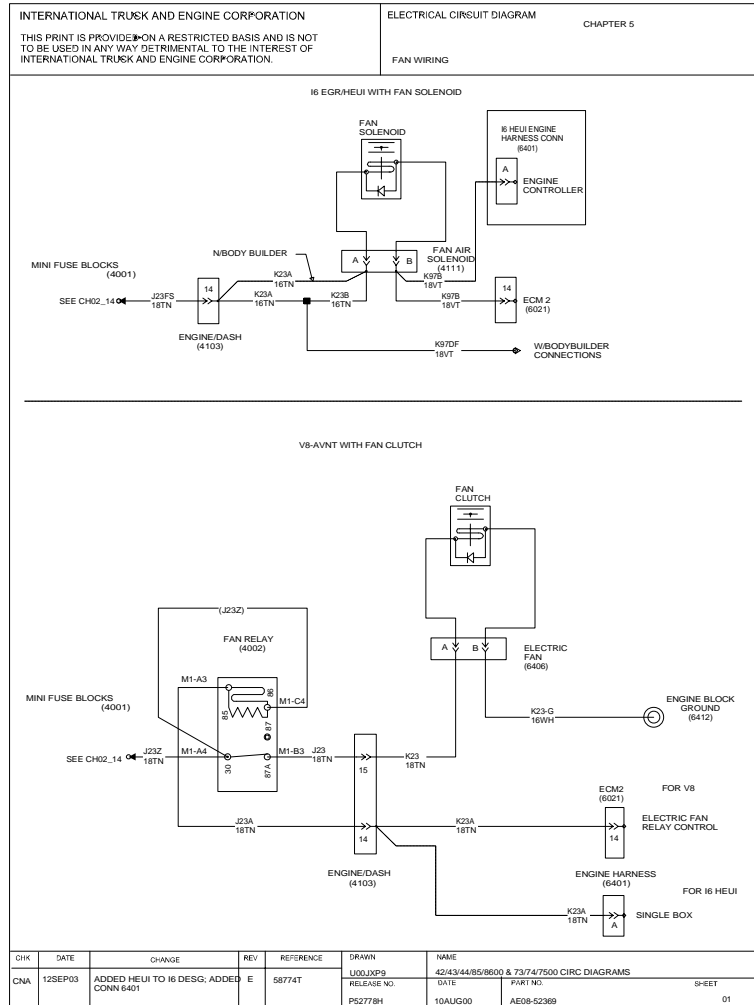 INTERNATIONAL TRUCK AND ENGINE CORPORATION
THIS PRINT IS PROVIDED ON A RESTRICTED BASIS AND IS NOT
TO BE USED IN ANY WAY DETRIMENTAL TO THE INTEREST OF
INTERNATIONAL TRUCK AND ENGINE CORPORATION.
ELECTRICAL CIRCUIT DIAGRAM
CHAPTER 5
FAN WIRING
I6 EGR/HEUI WITH FAN SOLENOID
FAN
SOLENOID
I6 HEUI ENGINE
HARNESS CONN
(6401)
A
ENGINE
CONTROLLER
N/BODY BUILDER
A
B
FAN AIR
SOLENOID
(4111)
MINI FUSE BLOCKS
(4001)
SEE CH02_14
J23FS
18TN
14
K23A
16TN
K23A
16TN
K23B
16TN
K97B
18VT
K97B
18VT
14
ECM 2
(6021)
ENGINE/DASH
(4103)
K97DF
18VT
W/BODYBUILDER
CONNECTIONS
V8-AVNT WITH FAN CLUTCH
FAN
CLUTCH
(J23Z)
FAN RELAY
(4002)
A
B
ELECTRIC
FAN
(6406)
M1-A3
86
85
M1-C4
87
MINI FUSE BLOCKS
(4001)
ENGINE BLOCK
GROUND
(6412)
K23-G
16WH
SEE CH02_14
J23Z
18TN
M1-A4
30
87A
M1-B3
J23
18TN
15
K23
18TN
ECM2
(6021)
FOR V8
J23A
18TN
14
K23A
18TN
14
ELECTRIC FAN
RELAY CONTROL
ENGINE/DASH
(4103)
ENGINE HARNESS
(6401)
FOR I6 HEUI
K23A
18TN
A
SINGLE BOX
CHK DATE CHANGE REV REFERENCE DRAWN NAME
CNA 12SEP03 ADDED HEUI TO I6 DESG; ADDED E 58774T
CONN 6401
U00JXP9 42/43/44/85/8600 & 73/74/7500 CIRC DIAGRAMS
RELEASE NO. DATE PART NO. SHEET
P52778H 10AUG00 AE08-52369 01